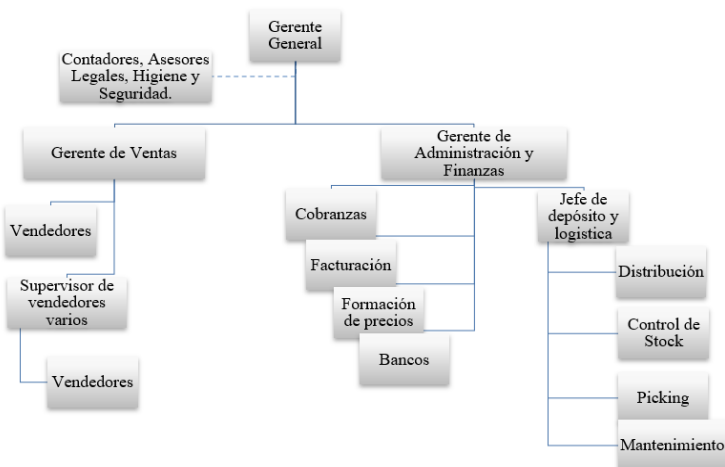 Gerente
General
Contadores, Asesores
Legales, Higiene y
Seguridad.
Gerente de Ventas
Gerente de
Administración y
Finanzas
Vendedores
Supervisor de
vendedores
varios
Vendedores
Cobranzas
Facturación
Formación
de precios
Bancos
Jefe de
depósito y
logistica
Distribución
Control de
Stock
Picking
Mantenimiento